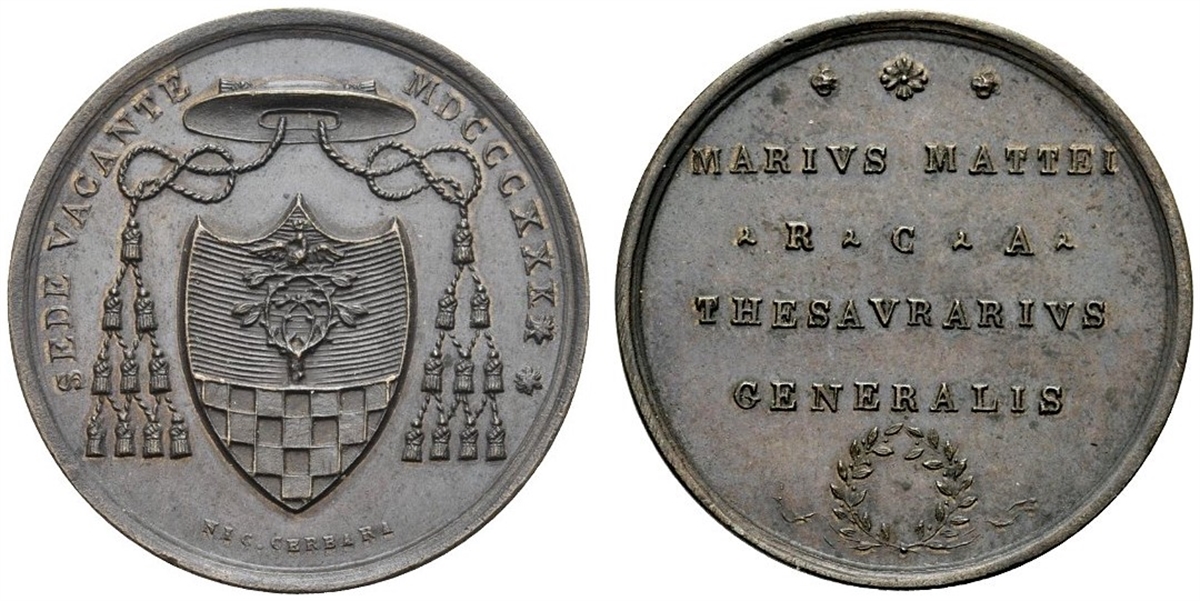 SEDE VACANTE MDCCCXXX
NIC. CERBARA
MARIVS MATTEI
R C A
THESAVRARIVS
GENERALIS